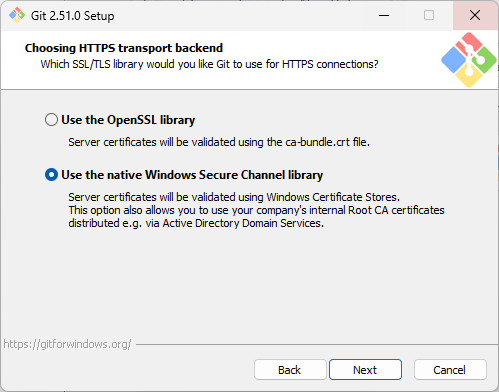 Git 2.51.0 Setup
Choosing HTTPS transport backend
Which SSL/TLS library would you like Git to use for HTTPS connections?
Use the OpenSSL library
Server certificates will be validated using the ca-bundle.crt file.
Use the native Windows Secure Channel library
Server certificates will be validated using Windows Certificate Stores.
This option also allows you to use your company's internal Root CA certificates
distributed e.g. via Active Directory Domain Services.
https://gitforwindows.org/
Back Next Cancel